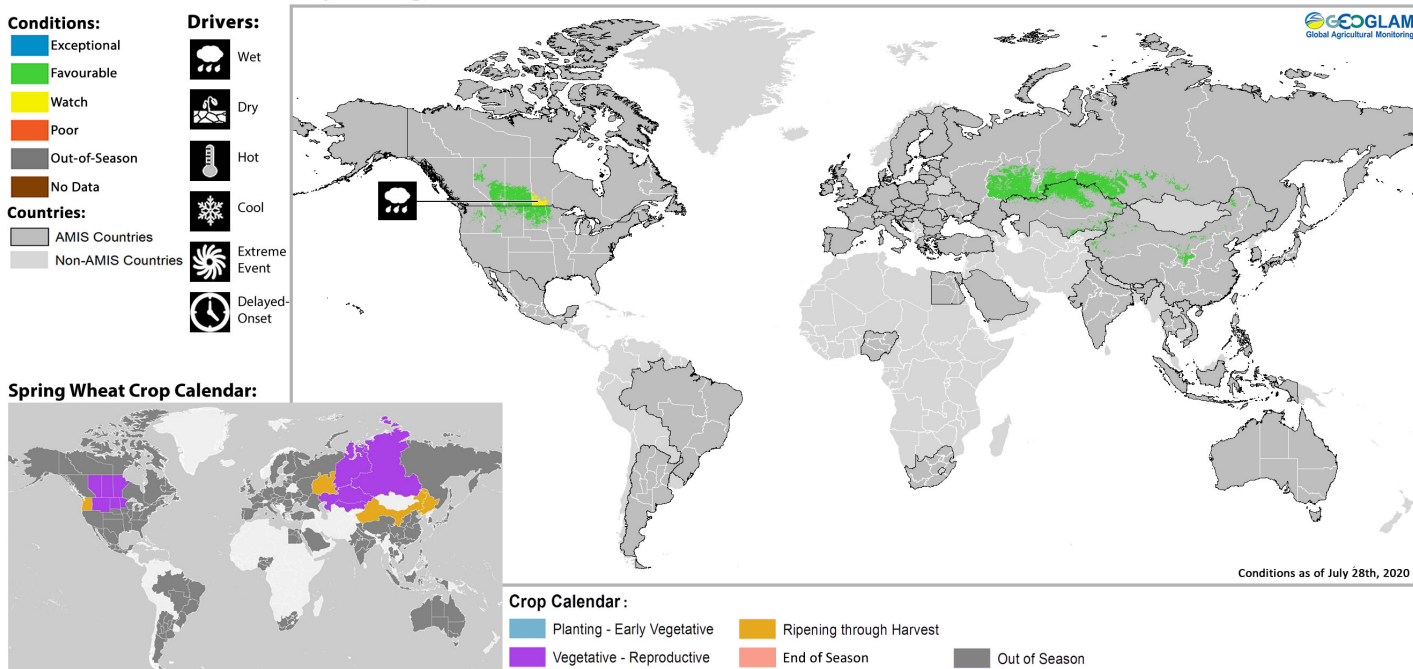 Conditions:
Exceptional
Favourable
Watch
Poor
Out-of-Season
No Data
Countries:
AMIS Countries
Non-AMIS Countries
Drivers:
Wet
Dry
Hot
Cool
Extreme
Event
Delayed-
Onset
GEOGLAM
Global Agricultural Monitoring
Conditions as of July 28th, 2020
Spring Wheat Crop Calendar:
Crop Calendar :
Planting - Early Vegetative
Ripening through Harvest
Vegetative - Reproductive
End of Season
Out of Season